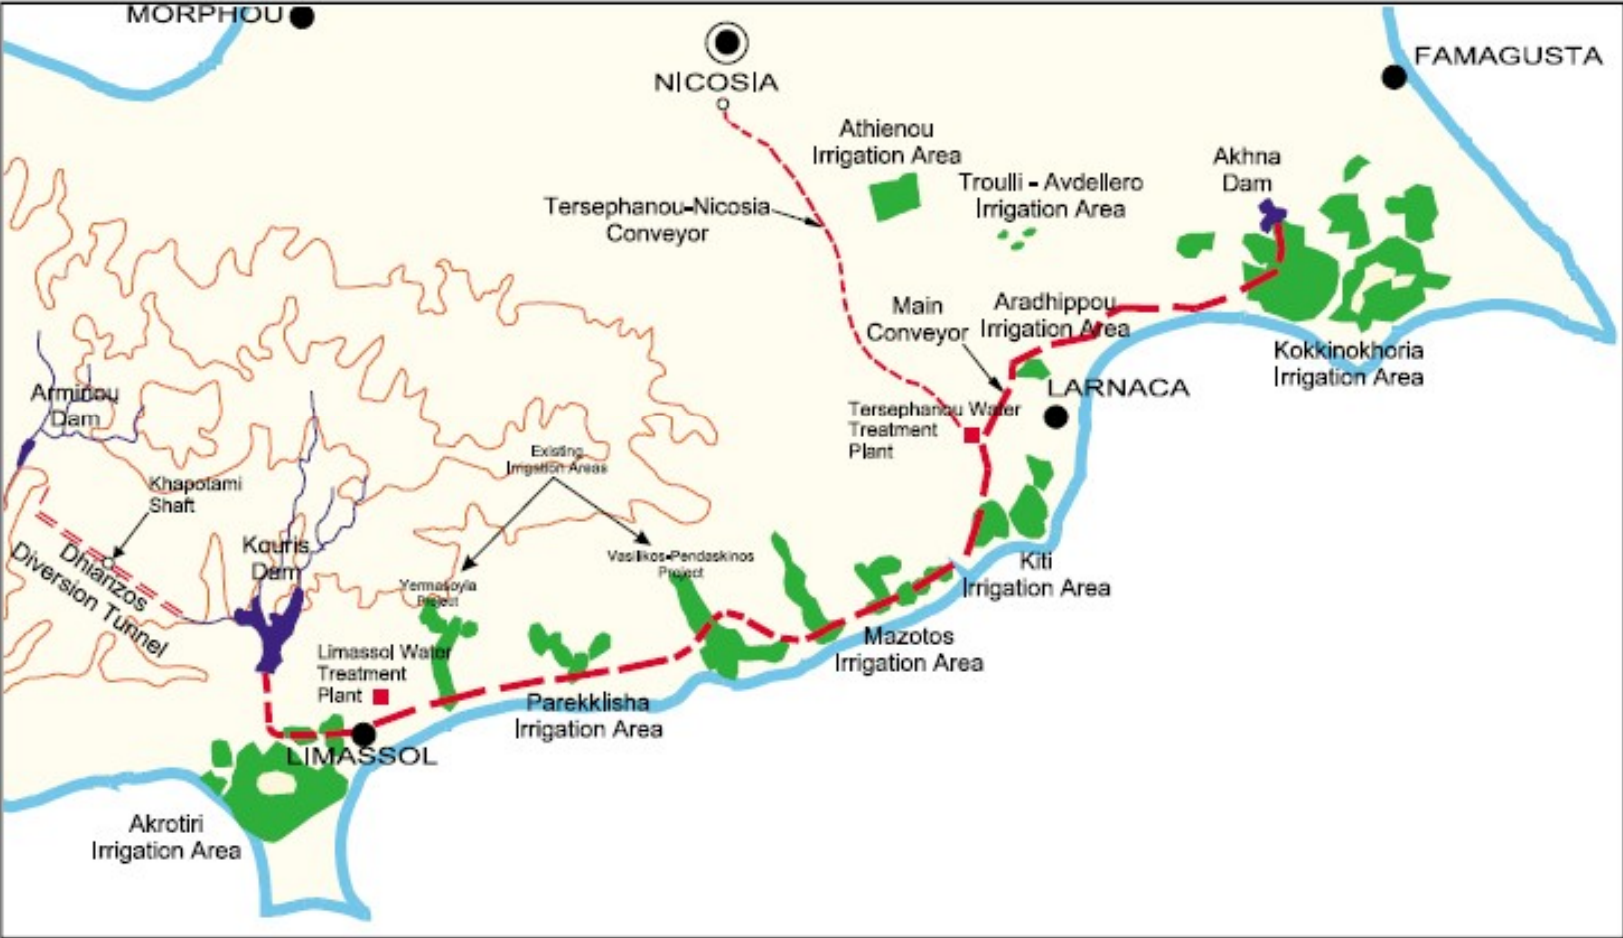 MORPHOU
NICOSIA
FAMAGUSTA
Athienou
Irrigation Area
Akhna
Dam
Troulli - Avdellero
Irrigation Area
Tersephanou-Nicosia
Conveyor
Main
Conveyor
Aradhippou
Irrigation Area
Kokkinokhoria
Irrigation Area
LARNACA
Arminou
Dam
Tersephanou Water
Treatment
Plant
Existing
Irrigation Areas
Khapotami
Shaft
Kouris
Dam
Dhiarizos
Diversion Tunnel
Vasilikos-Pendaskinos
Project
Yermasoyia
Project
Kiti
Irrigation Area
Mazotos
Irrigation Area
Limassol Water
Treatment
Plant
Parekklisha
Irrigation Area
LIMASSOL
Akrotiri
Irrigation Area